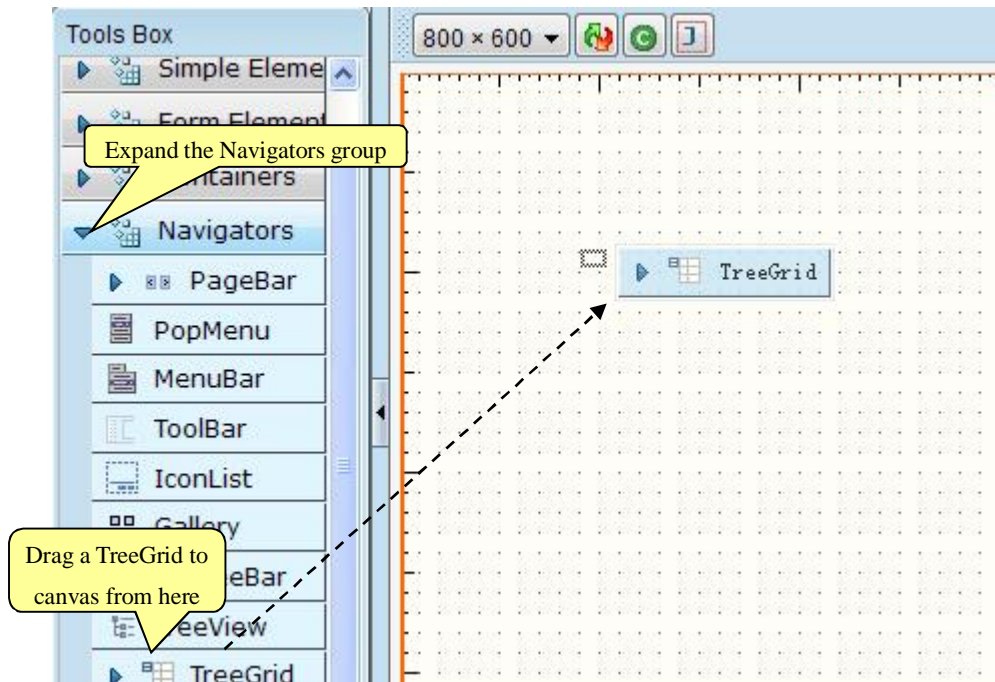 Tools Box
800 × 600
Simple Eleme
Form Element
Expand the Navigators group
ntainers
Navigators
PageBar
TreeGrid
PopMenu
MenuBar
ToolBar
IconList
Gallery
Drag a TreeGrid to
canvas from here
eeBar
eeView
TreeGrid